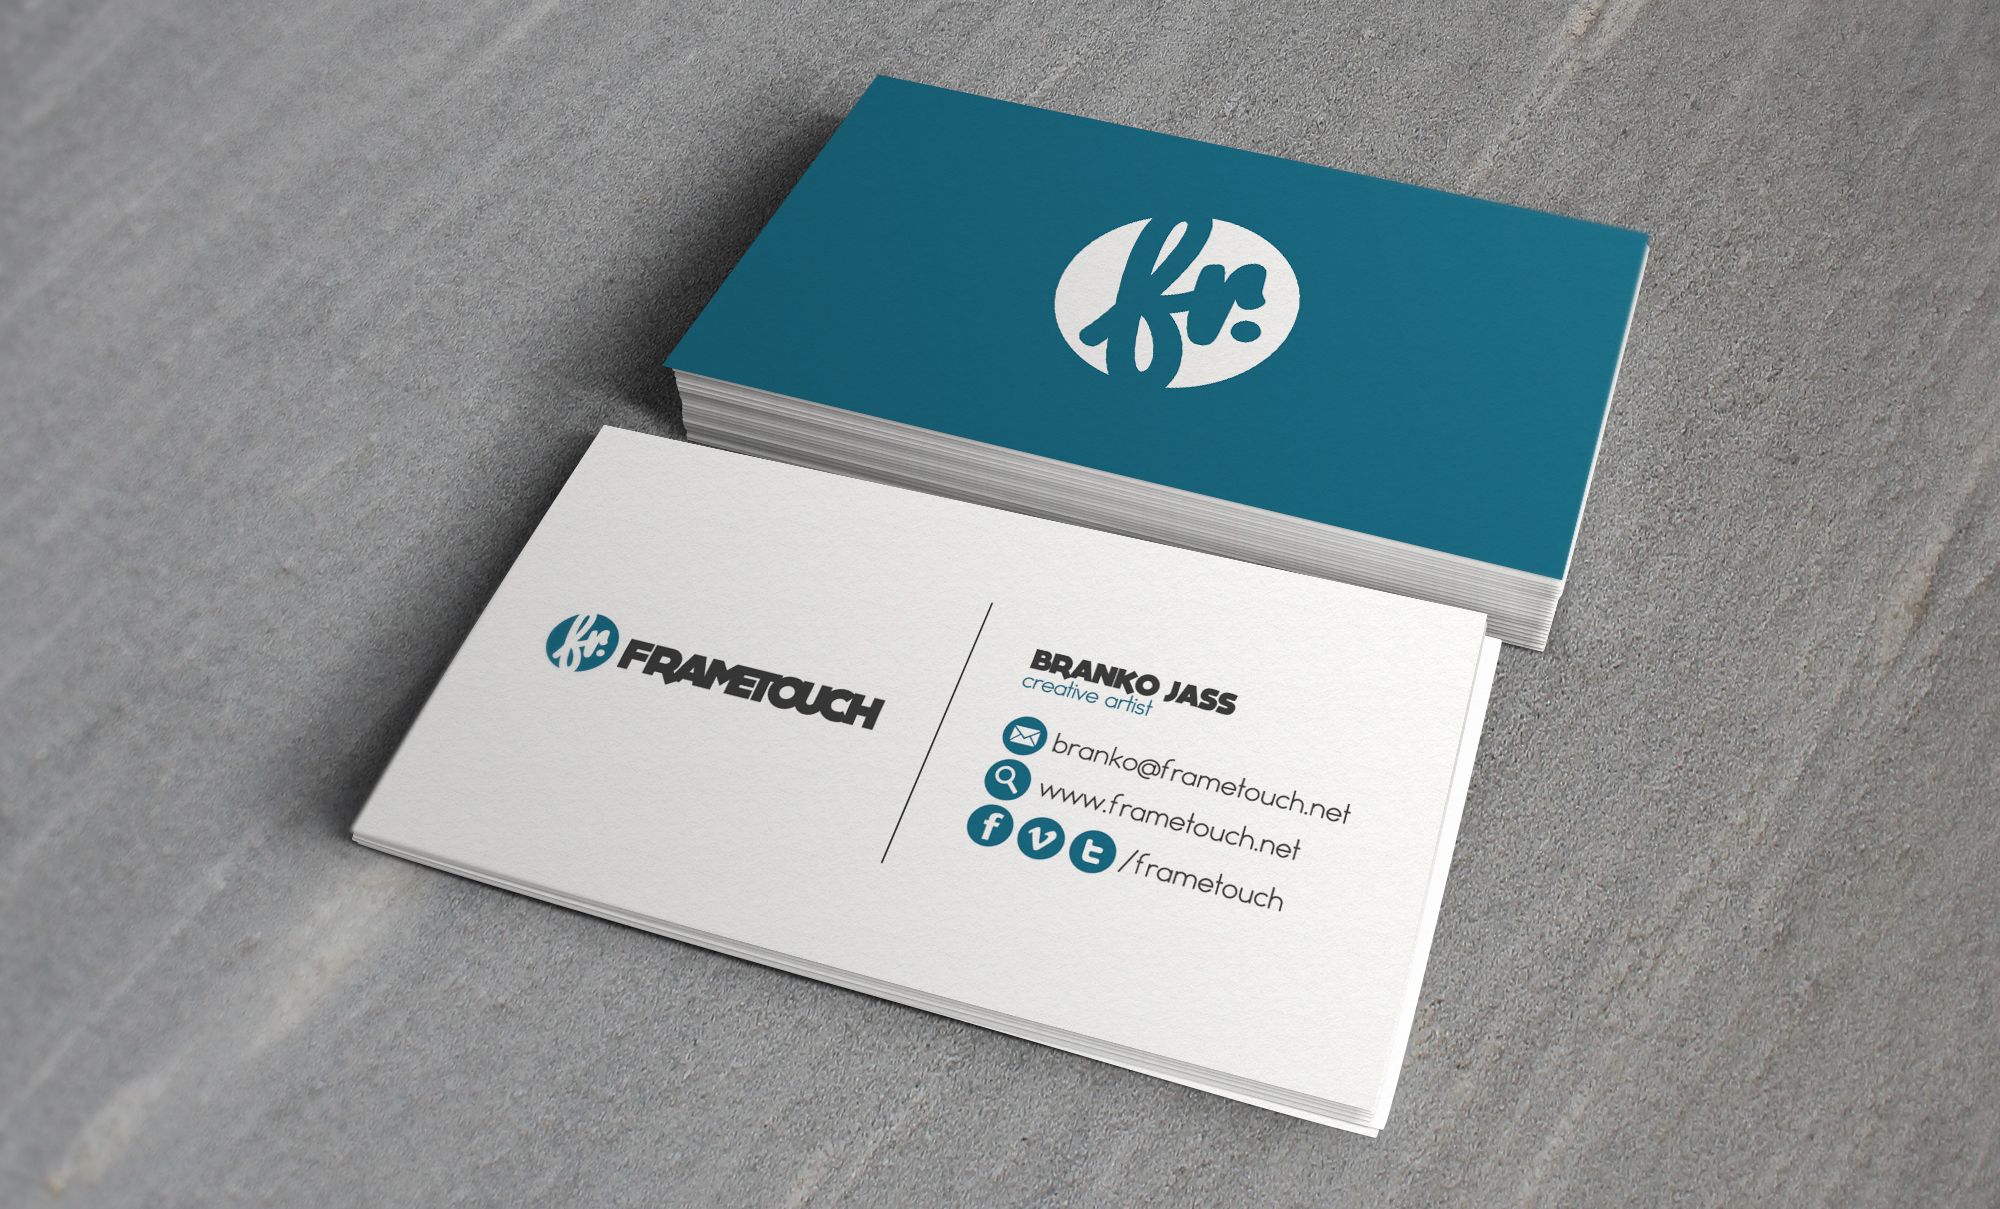 fr.
fr. FRAMETOUCH
BRANKO JASS
creative artist
branko@frametouch.net
www.frametouch.net
f v t /frametouch